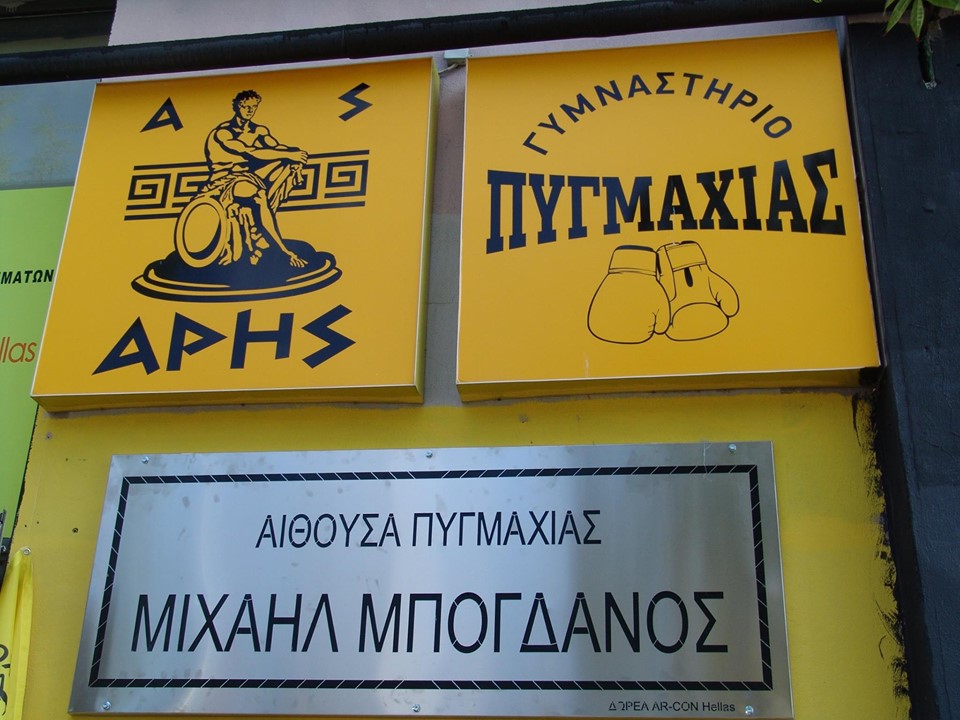 Α Σ
ΑΡΗΣ
ΓΥΜΝΑΣΤΗΡΙΟ
ΠΥΓΜΑΧΙΑΣ
ΜΑΤΩΝ
llas
ΑΙΘΟΥΣΑ ΠΥΓΜΑΧΙΑΣ
ΜΙΧΑΗΛ ΜΠΟΓΔΑΝΟΣ
ΔΩΡΕΑ AR-CON Hellas